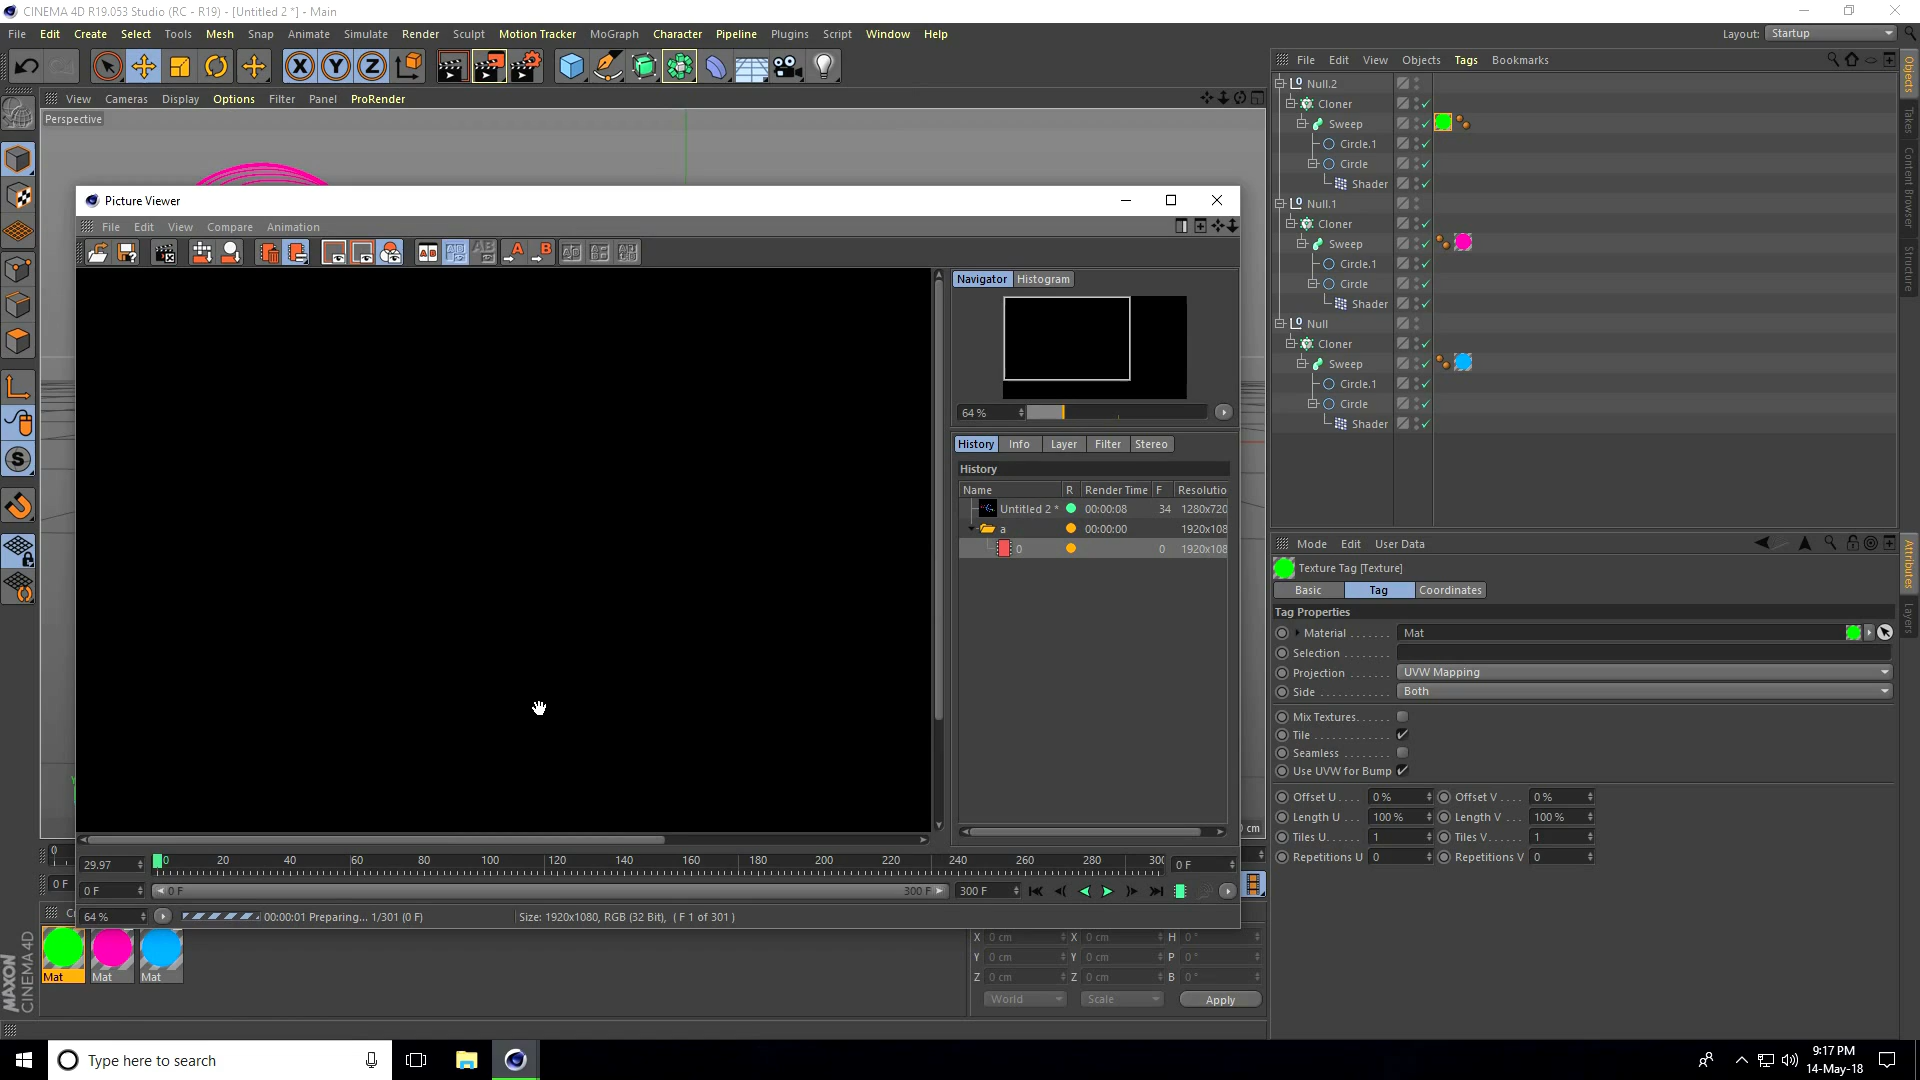 CINEMA 4D R19.053 Studio (RC - R19) - [Untitled 2 *] - Main
File Edit Create Select Tools Mesh Snap Animate Simulate Render Sculpt Motion Tracker MoGraph Character Pipeline Plugins Script Window Help
Layout: Startup
File Edit View Objects Tags Bookmarks
Objects
Takes
Content Browser
Structure
Null.2
Cloner
Sweep
Circle.1
Circle
Shader
Null.1
Cloner
Sweep
Circle.1
Circle
Shader
Null
Cloner
Sweep
Circle.1
Circle
Shader
View Cameras Display Options Filter Panel ProRender
Perspective
Picture Viewer
File Edit View Compare Animation
Navigator Histogram
64 %
History Info Layer Filter Stereo
History
Name R Render Time F Resolutio
Untitled 2 * 00:00:08 34 1280x720
a 00:00:00 1920x108
0 0 1920x108
29.97 0 20 40 60 80 100 120 140 160 180 200 220 240 260 280 300 0 F
0 F 0 F 300 F 300 F
64 % 00:00:01 Preparing... 1/301 (0 F) Size: 1920x1080, RGB (32 Bit), ( F 1 of 301 )
0
0 F
cm
Mat Mat Mat
MAXON
CINEMA 4D
X 0 cm X 0 cm H 0 °
Y 0 cm Y 0 cm P 0 °
Z 0 cm Z 0 cm B 0 °
World Scale Apply
Mode Edit User Data
Attributes
Layers
Texture Tag [Texture]
Basic Tag Coordinates
Tag Properties
Material Mat
Selection
Projection UVW Mapping
Side Both
Mix Textures
Tile
Seamless
Use UVW for Bump
Offset U 0 % Offset V 0 %
Length U 100 % Length V 100 %
Tiles U 1 Tiles V 1
Repetitions U 0 Repetitions V 0
Type here to search
9:17 PM
14-May-18